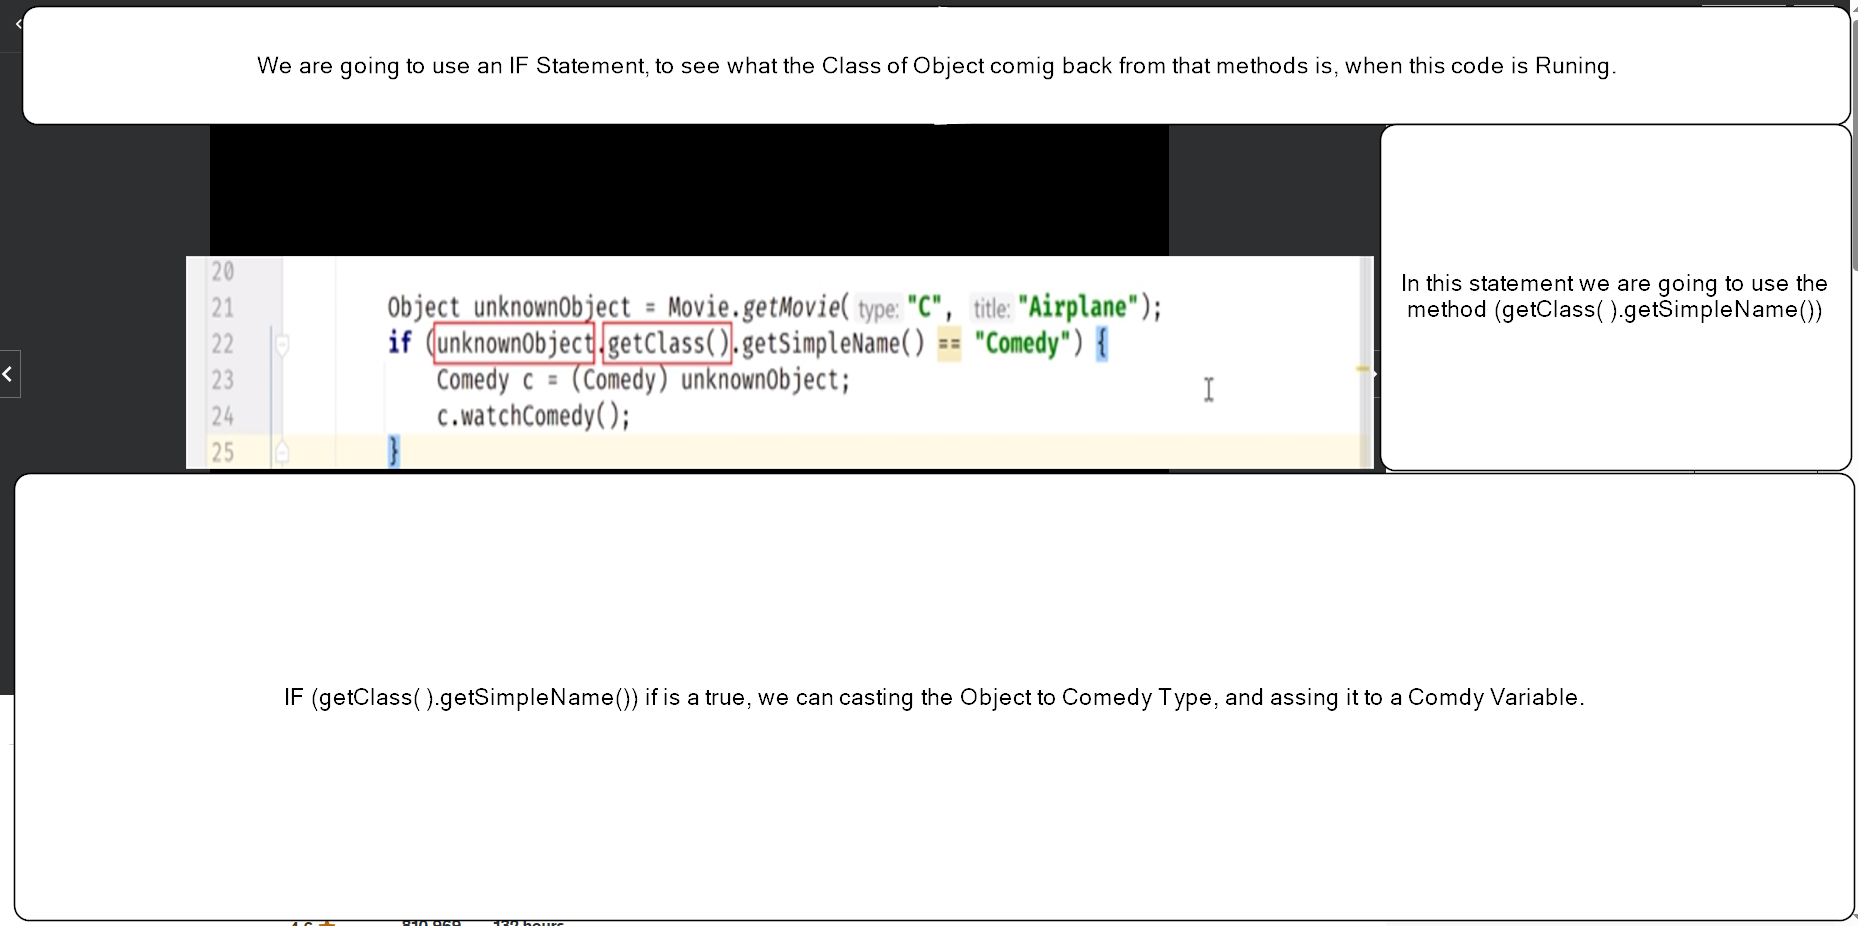 We are going to use an IF Statement, to see what the Class of Object comig back from that methods is, when this code is Runing.
In this statement we are going to use the
method (getClass( ).getSimpleName())
20
21 Object unknownObject = Movie.getMovie( type: "C", title: "Airplane");
22 if (unknownObject.getClass().getSimpleName() == "Comedy") {
23 Comedy c = (Comedy) unknownObject;
24 c.watchComedy();
25 }
IF (getClass( ).getSimpleName()) if is a true, we can casting the Object to Comedy Type, and assing it to a Comdy Variable.